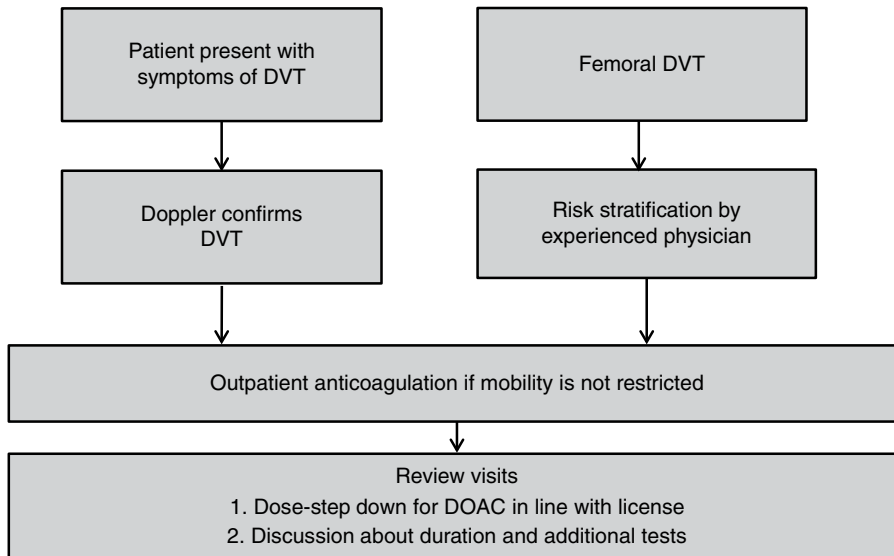 Patient present with
symptoms of DVT
Femoral DVT
Doppler confirms
DVT
Risk stratification by
experienced physician
Outpatient anticoagulation if mobility is not restricted
Review visits
1. Dose-step down for DOAC in line with license
2. Discussion about duration and additional tests